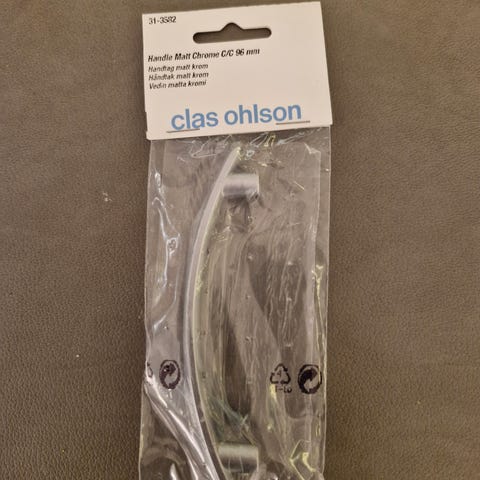 31-3582
Handle Matt Chrome C/C 96 mm
Handtag matt krom
Håndtak matt krom
Vedin matta kromi
clas ohlson